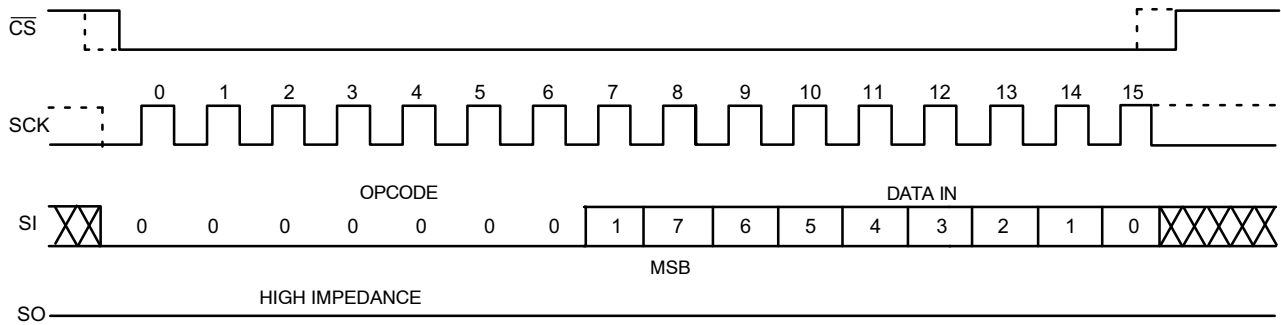 CS
SCK
0 1 2 3 4 5 6 7 8 9 10 11 12 13 14 15
OPCODE DATA IN
SI 0 0 0 0 0 0 0 1 7 6 5 4 3 2 1 0
MSB
HIGH IMPEDANCE
SO